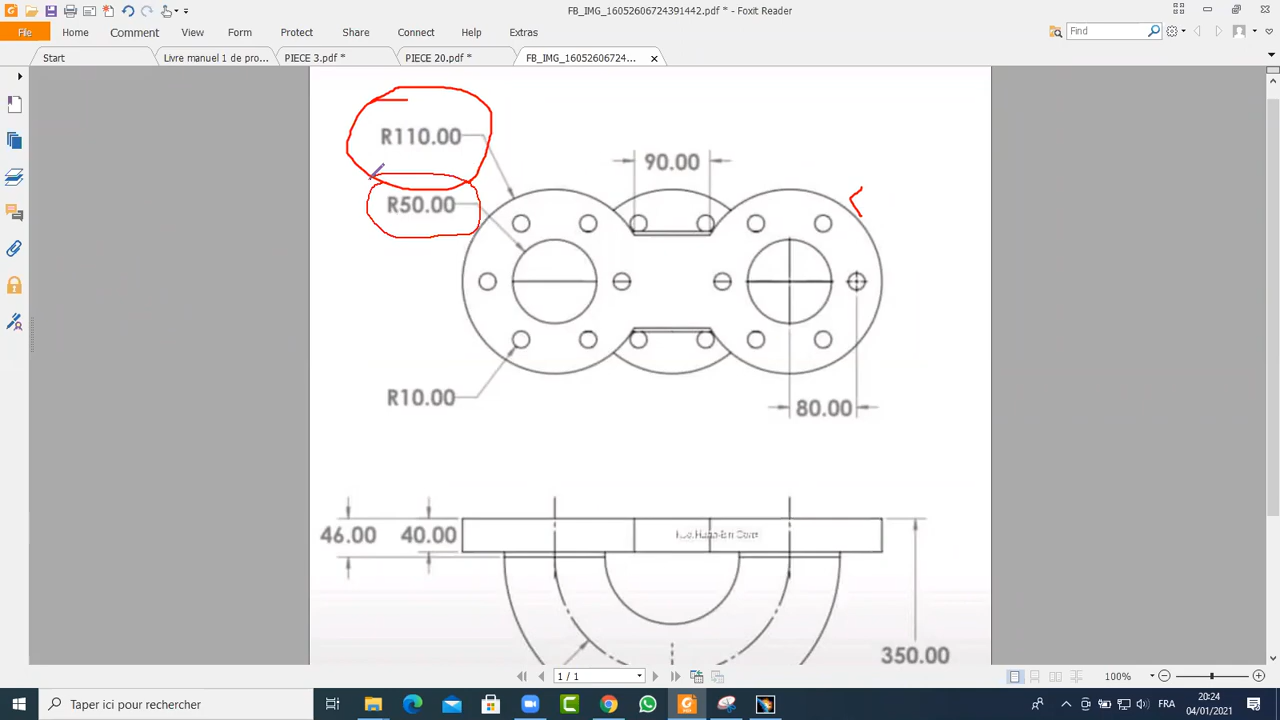 FB_IMG_16052606724391442.pdf * - Foxit Reader
File Home Comment View Form Protect Share Connect Help Extras
Find
Start
Livre manuel 1 de pro...
PIECE 3.pdf *
PIECE 20.pdf *
FB_IMG_16052606724...
R110.00
90.00
R50.00
R10.00
80.00
46.00
40.00
350.00
1 / 1
100%
Taper ici pour rechercher
FRA
20:24
04/01/2021